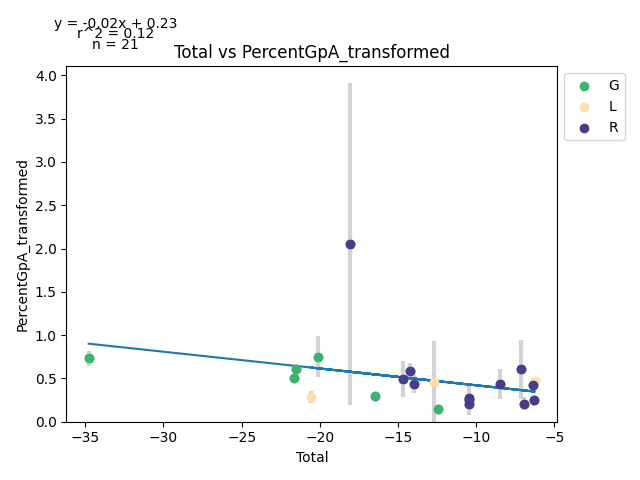 y = -0.02x + 0.23
r^2 = 0.12
n = 21
Total vs PercentGpA_transformed
G
L
R
PercentGpA_transformed
4.0
3.5
3.0
2.5
2.0
1.5
1.0
0.5
0.0
−35
−30
−25
−20
−15
−10
−5
Total